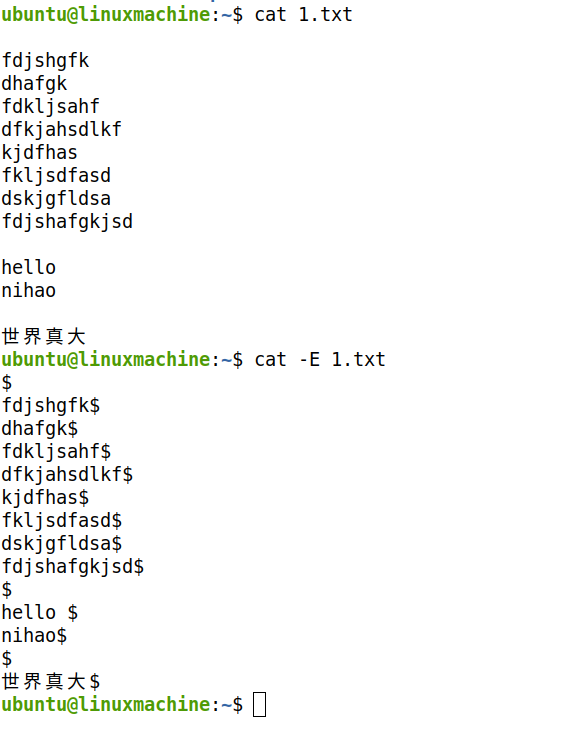 ubuntu@linuxmachine:~$ cat 1.txt

fdjshgfk
dhafgk
fdkljsahf
dfkjahsdlkf
kjdfhas
fkljsdfasd
dskjgfldsa
fdjshafgkjsd

hello
nihao

世界真大
ubuntu@linuxmachine:~$ cat -E 1.txt
$
fdjshgfk$
dhafgk$
fdkljsahf$
dfkjahsdlkf$
kjdfhas$
fkljsdfasd$
dskjgfldsa$
fdjshafgkjsd$
$
hello $
nihao$
$
世界真大$
ubuntu@linuxmachine:~$